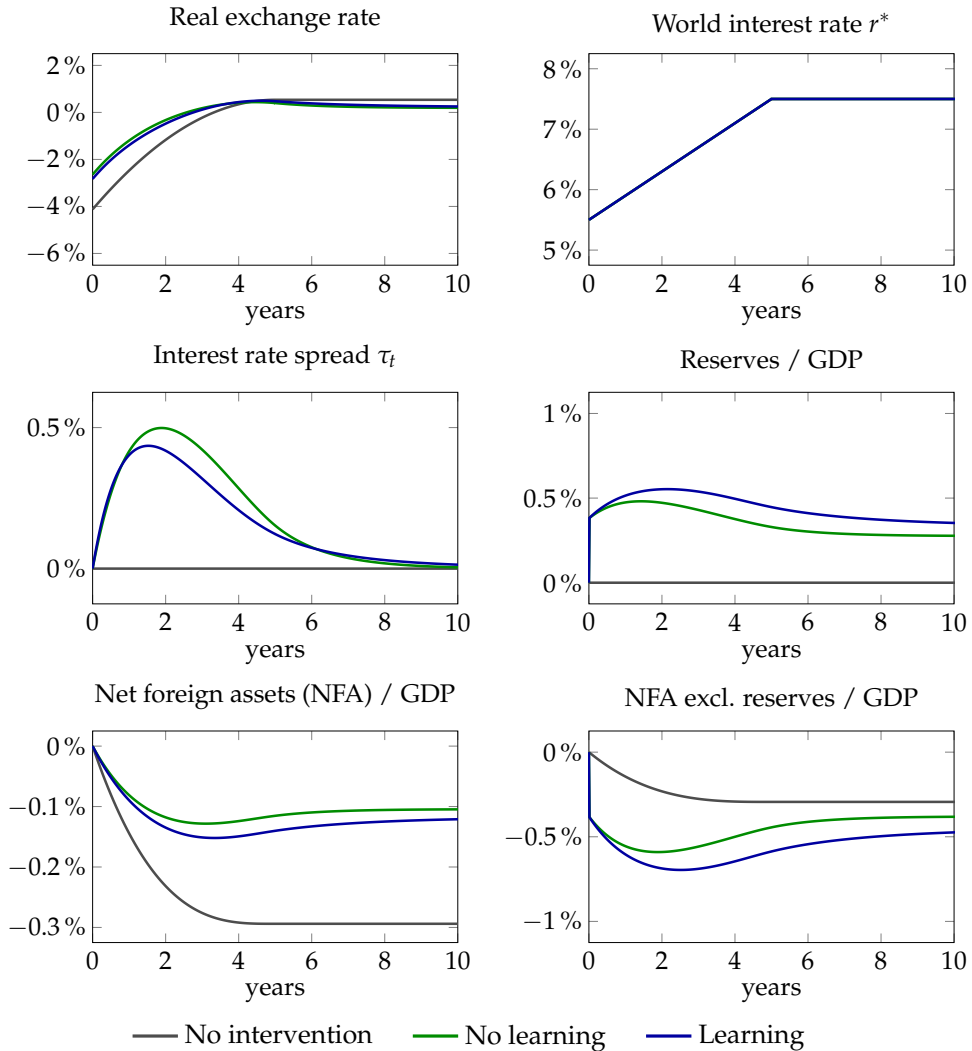 Real exchange rate
2 %
0 %
−2 %
−4 %
−6 %
0 2 4 6 8 10
years
World interest rate r*
8 %
7 %
6 %
5 %
0 2 4 6 8 10
years
Interest rate spread τt
0.5 %
0 %
0 2 4 6 8 10
years
Reserves / GDP
1 %
0.5 %
0 %
0 2 4 6 8 10
years
Net foreign assets (NFA) / GDP
0 %
−0.1 %
−0.2 %
−0.3 %
0 2 4 6 8 10
years
NFA excl. reserves / GDP
0 %
−0.5 %
−1 %
0 2 4 6 8 10
years
No intervention No learning Learning